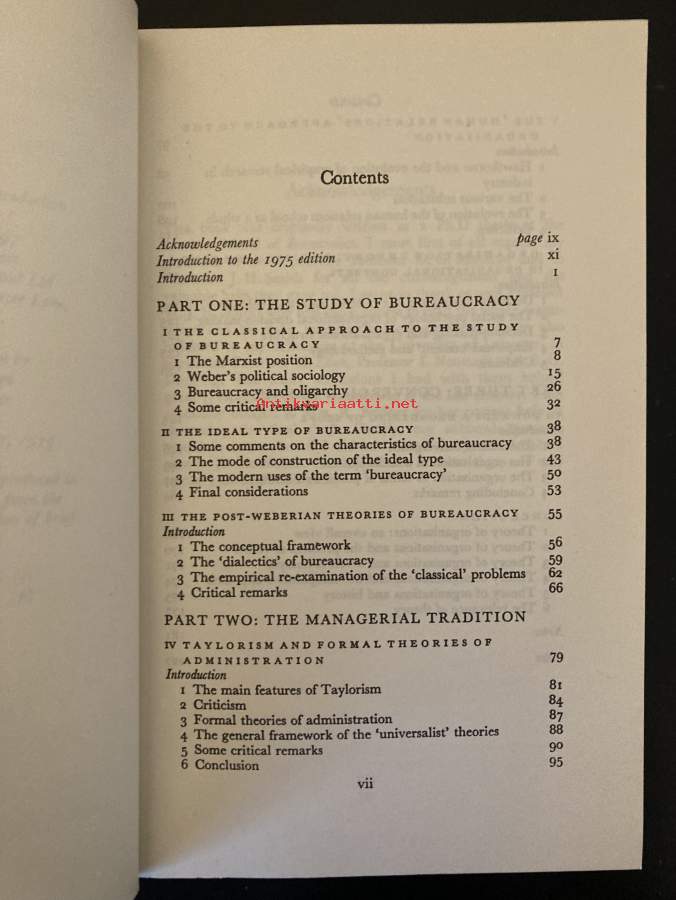 Contents
Acknowledgements page ix
Introduction to the 1975 edition xi
Introduction 1
PART ONE: THE STUDY OF BUREAUCRACY
I THE CLASSICAL APPROACH TO THE STUDY
OF BUREAUCRACY 7
1 The Marxist position 8
2 Weber's political sociology 15
3 Bureaucracy and oligarchy 26
Antikvariaatti.net
4 Some critical remarks 32
II THE IDEAL TYPE OF BUREAUCRACY 38
1 Some comments on the characteristics of bureaucracy 38
2 The mode of construction of the ideal type 43
3 The modern uses of the term 'bureaucracy' 50
4 Final considerations 53
III THE POST-WEBERIAN THEORIES OF BUREAUCRACY 55
Introduction
1 The conceptual framework 56
2 The 'dialectics' of bureaucracy 59
3 The empirical re-examination of the 'classical' problems 62
4 Critical remarks 66
PART TWO: THE MANAGERIAL TRADITION
IV TAYLORISM AND FORMAL THEORIES OF
ADMINISTRATION 79
Introduction
1 The main features of Taylorism 81
2 Criticism 84
3 Formal theories of administration 87
4 The general framework of the 'universalist' theories 88
5 Some critical remarks 90
6 Conclusion 95
vii